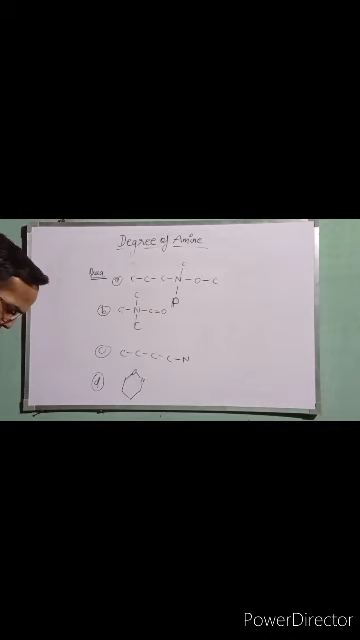 Degree of Amine
C
Ques (a) C-C-C-N-O-C
C
(b) C-N-C=O
C
(c) C-C-C-C-N
(d)
PowerDirector